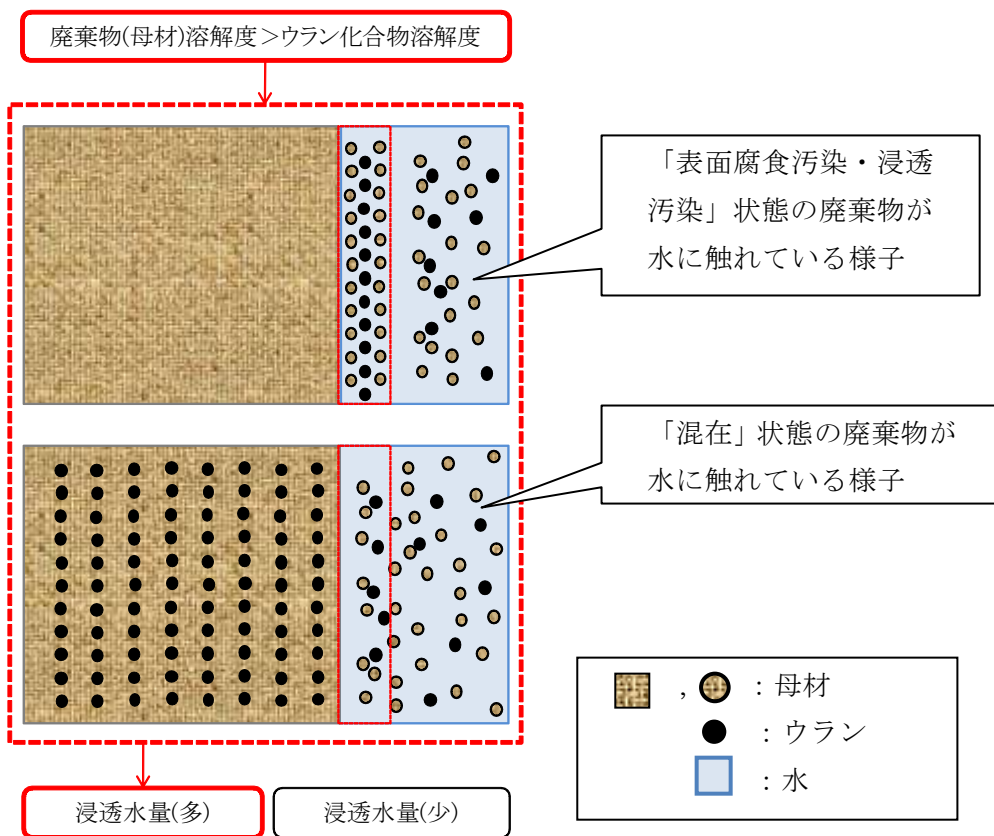 廃棄物(母材)溶解度＞ウラン化合物溶解度
「表面腐食汚染・浸透
汚染」状態の廃棄物が
水に触れている様子
「混在」状態の廃棄物が
水に触れている様子
, ：母材
：ウラン
：水
浸透水量(多)
浸透水量(少)